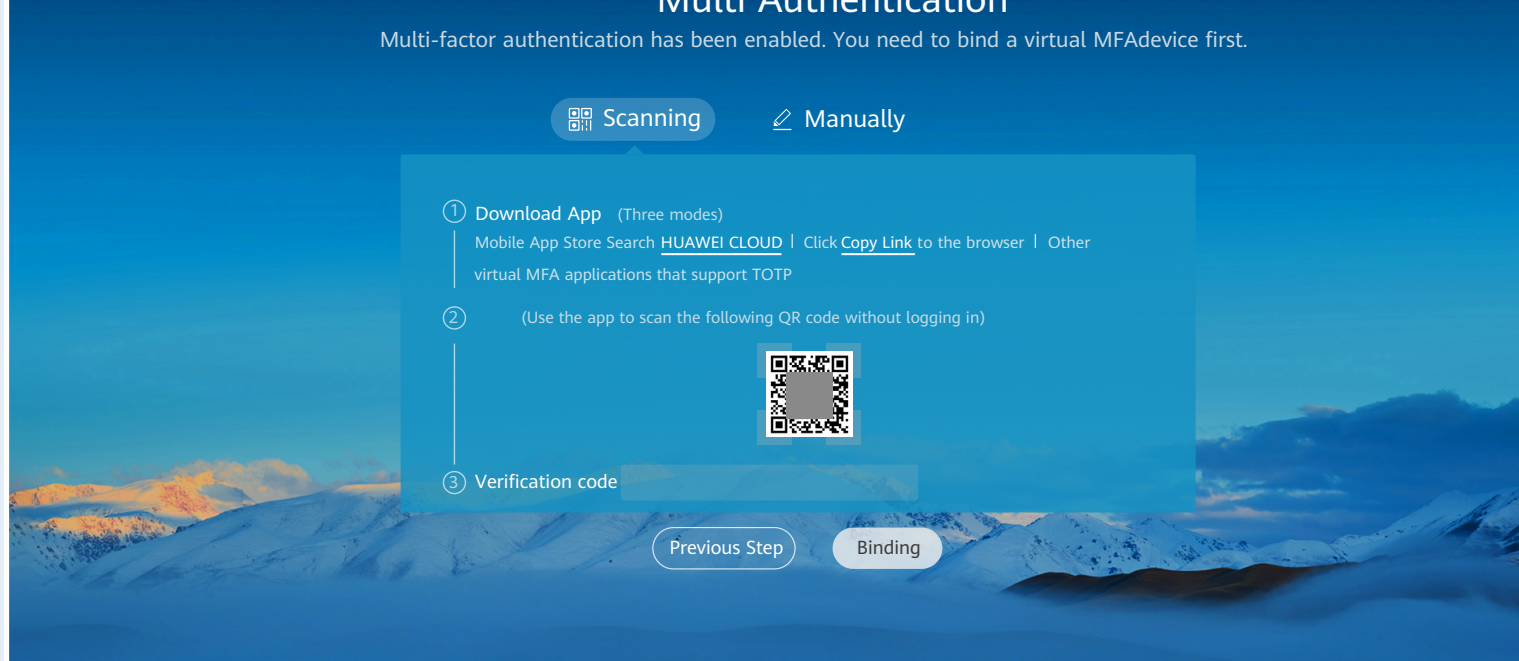 Multi Authentication
Multi-factor authentication has been enabled. You need to bind a virtual MFAdevice first.
Scanning
Manually
1 Download App (Three modes)
Mobile App Store Search HUAWEI CLOUD | Click Copy Link to the browser | Other
virtual MFA applications that support TOTP
2 (Use the app to scan the following QR code without logging in)
3 Verification code
Previous Step
Binding